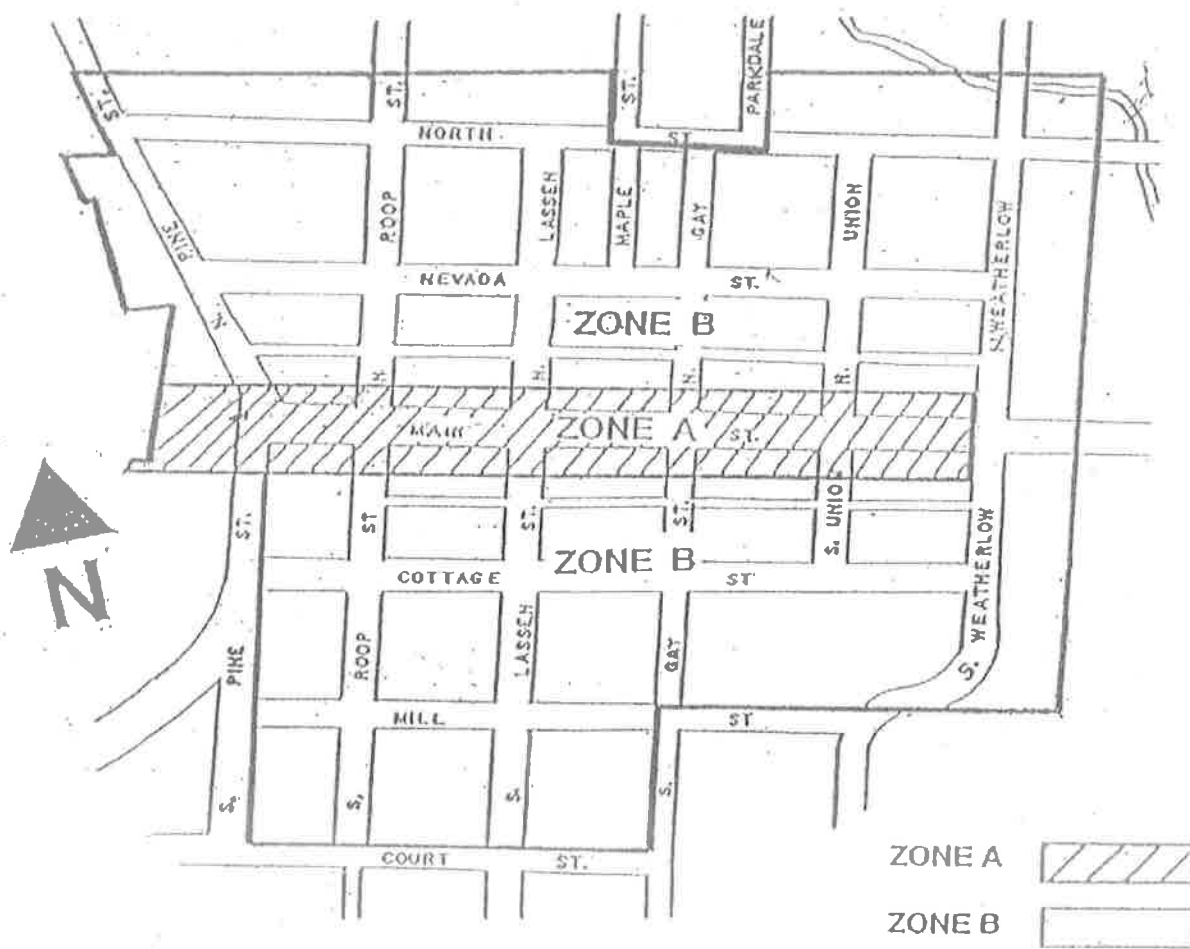 ST.
ST.
ST.
PARKDALE
NORTH
ST
PINE
ROOP
LASSEN
MAPLE
GAY
UNION
N. WEATHERLOW
NEVADA
ST.
N.
ZONE B
N.
N.
N.
N.
MAIN
ZONE A
ST.
N
ST.
ST
ST.
ST.
S. UNION
ZONE B
COTTAGE
ST
S. WEATHERLOW
PINE
ROOP
LASSEN
GAY
MILL
ST
S.
S.
S.
S.
COURT
ST.
ZONE A
ZONE B